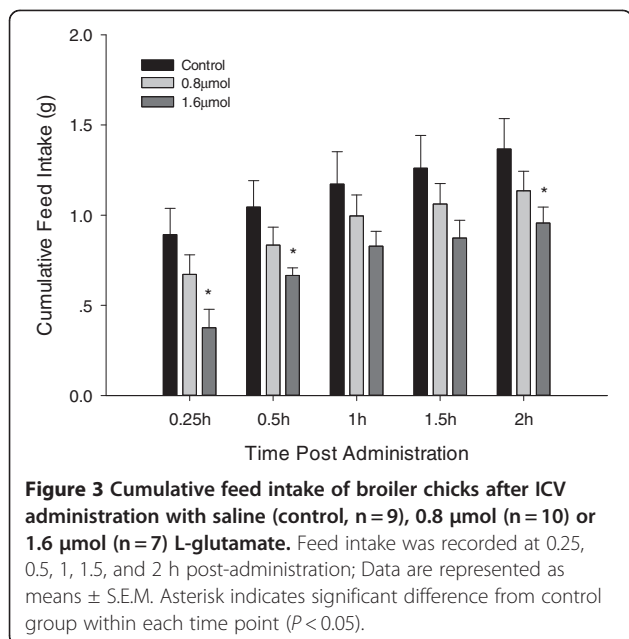 2.0
1.5
1.0
.5
0.0
Cumulative Feed Intake (g)
Control
0.8μmol
1.6μmol
*
*
*
0.25h 0.5h 1h 1.5h 2h
Time Post Administration
Figure 3 Cumulative feed intake of broiler chicks after ICV
administration with saline (control, n = 9), 0.8 μmol (n = 10) or
1.6 μmol (n = 7) L-glutamate. Feed intake was recorded at 0.25,
0.5, 1, 1.5, and 2 h post-administration; Data are represented as
means ± S.E.M. Asterisk indicates significant difference from control
group within each time point (P < 0.05).